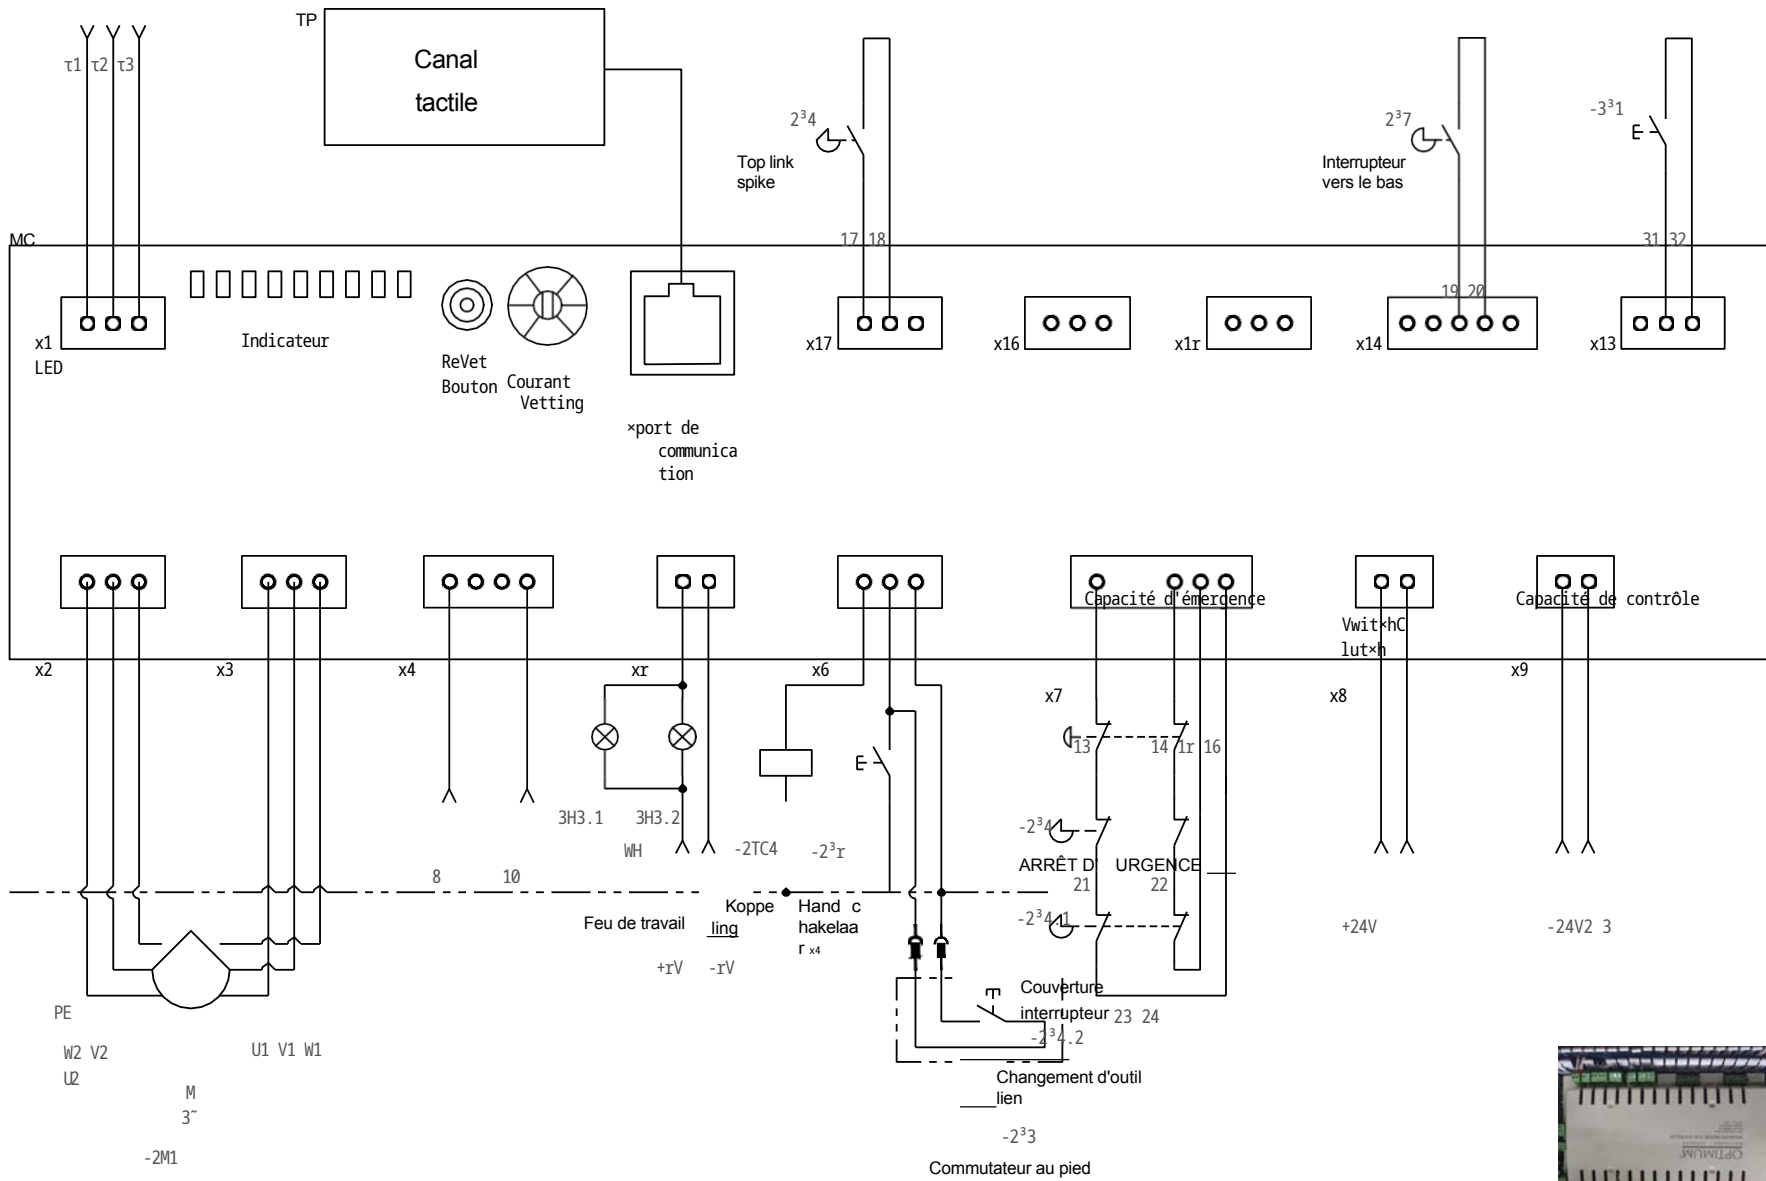 TP
Canal
tactile
τ1 τ2 τ3
2³4
Top link
spike
2³7
Interrupteur
vers le bas
-3³1
MC
17 18
19 20
31 32
x1
LED
Indicateur
ReVet
Bouton
Courant
Vetting
×port de
communica
tion
x17
x16
x1r
x14
x13
Capacité d'émergence
Vwit×hC
lut×h
Capacité de contrôle
x2
x3
x4
xr
x6
x7
x8
x9
13
14 1r 16
3H3.1
3H3.2
WH
-2TC4
-2³r
-2³4
ARRÊT D' URGENCE
8
10
21
22
Feu de travail
Koppe
ling
Hand c
hakelaa
r x4
-2³4.1
+24V
-24V2 3
+rV
-rV
Couverture
interrupteur
23 24
-2³4.2
PE
W2 V2
U2
U1 V1 W1
M
3~
-2M1
Changement d'outil
lien
-2³3
Commutateur au pied
OPTIMUM